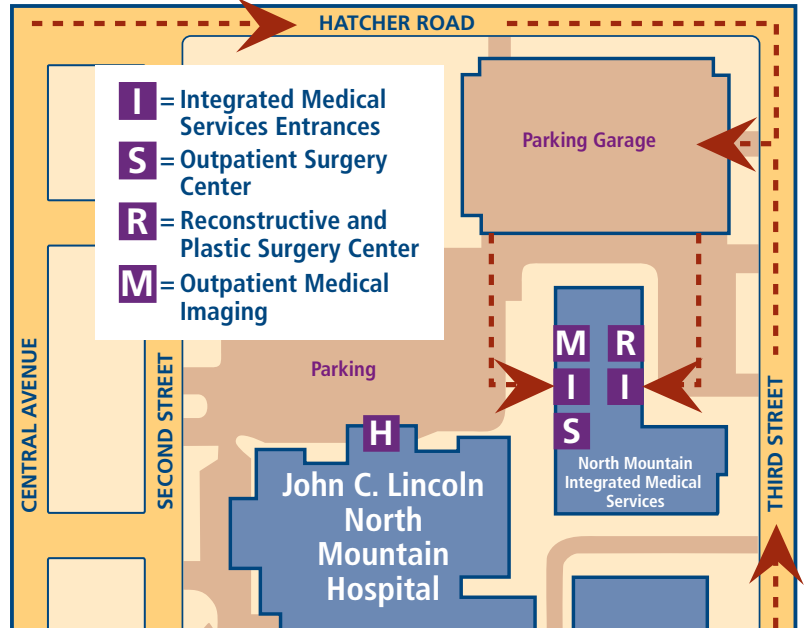 HATCHER ROAD
I = Integrated Medical
Services Entrances
S = Outpatient Surgery
Center
R = Reconstructive and
Plastic Surgery Center
M = Outpatient Medical
Imaging
Parking Garage
CENTRAL AVENUE
SECOND STREET
THIRD STREET
Parking
M R
I I
S
H
North Mountain
Integrated Medical
Services
John C. Lincoln
North
Mountain
Hospital